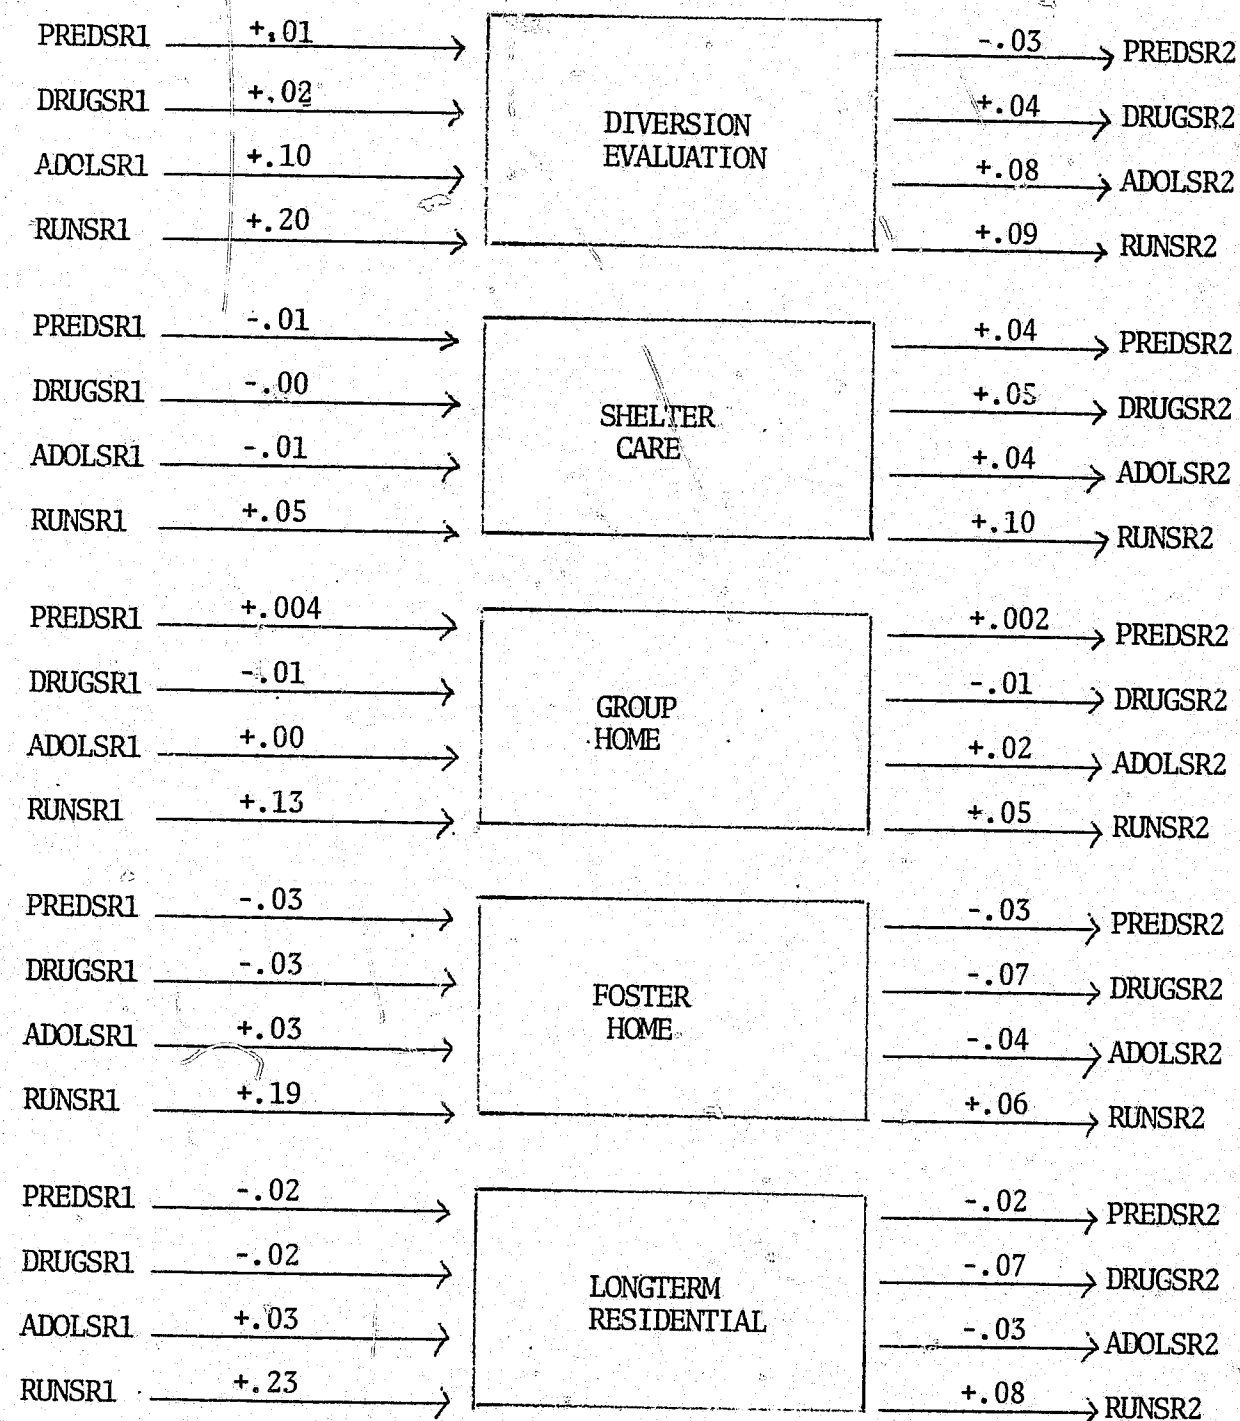 PREDSR1 +.01 -.03 PREDSR2
DRUGSR1 +.02 +.04 DRUGSR2
DIVERSION
EVALUATION
ADOLSR1 +.10 +.08 ADOLSR2
RUNSR1 +.20 +.09 RUNSR2
PREDSR1 -.01 +.04 PREDSR2
DRUGSR1 -.00 +.05 DRUGSR2
SHELTER
CARE
ADOLSR1 -.01 +.04 ADOLSR2
RUNSR1 +.05 +.10 RUNSR2
PREDSR1 +.004 +.002 PREDSR2
DRUGSR1 -.01 -.01 DRUGSR2
GROUP
HOME
ADOLSR1 +.00 +.02 ADOLSR2
RUNSR1 +.13 +.05 RUNSR2
PREDSR1 -.03 -.03 PREDSR2
DRUGSR1 -.03 -.07 DRUGSR2
FOSTER
HOME
ADOLSR1 +.03 -.04 ADOLSR2
RUNSR1 +.19 +.06 RUNSR2
PREDSR1 -.02 -.02 PREDSR2
DRUGSR1 -.02 -.07 DRUGSR2
LONGTERM
RESIDENTIAL
ADOLSR1 +.03 -.03 ADOLSR2
RUNSR1 +.23 +.08 RUNSR2